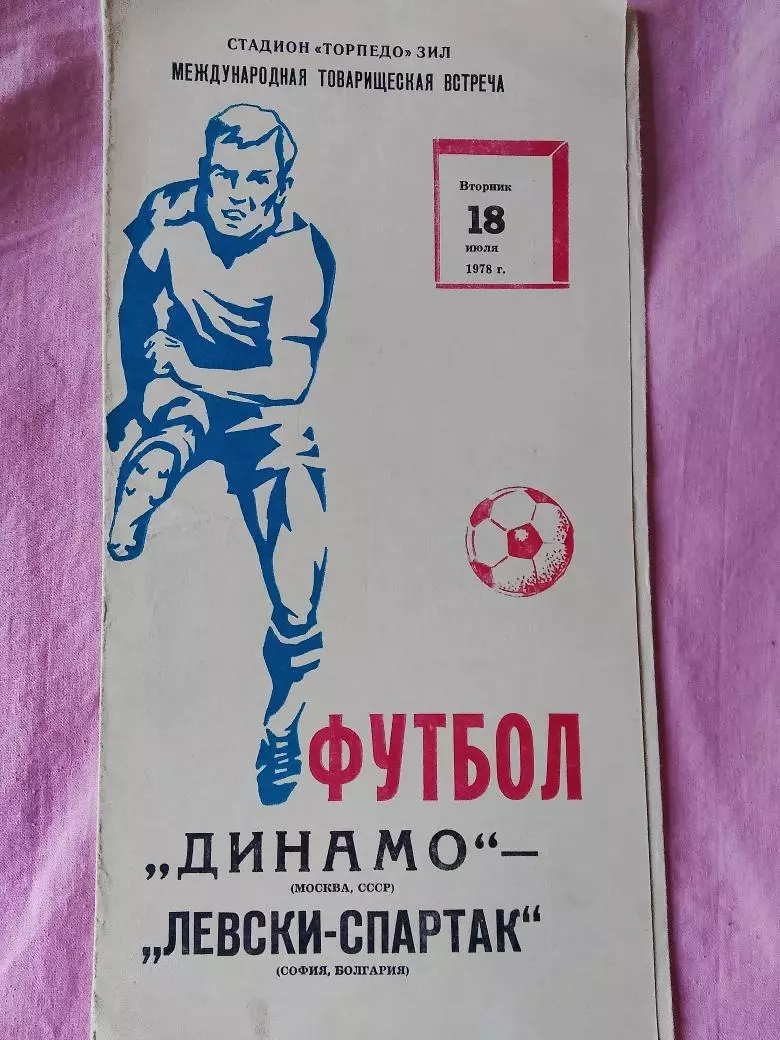 СТАДИОН «ТОРПЕДО» ЗИЛ
МЕЖДУНАРОДНАЯ ТОВАРИЩЕСКАЯ ВСТРЕЧА
Вторник
18
июля
1978 г.
ФУТБОЛ
„ДИНАМО“—
(МОСКВА, СССР)
„ЛЕВСКИ-СПАРТАК“
(СОФИЯ, БОЛГАРИЯ)